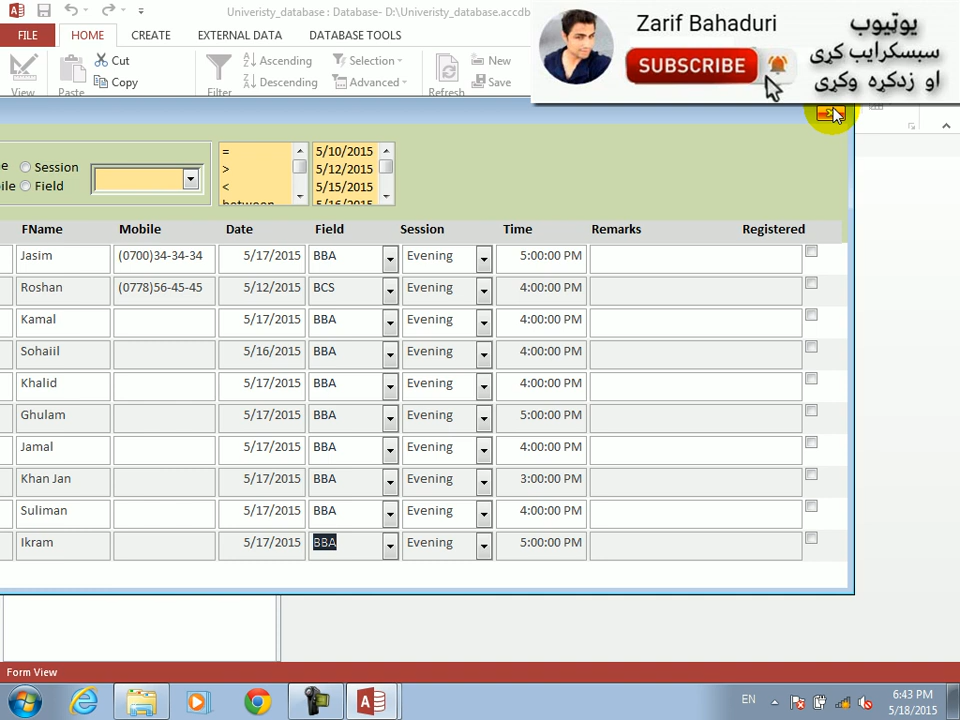 Univeristy_database : Database- D:\Univeristy_database.accdb
FILE HOME CREATE EXTERNAL DATA DATABASE TOOLS
Zarif Bahaduri
SUBSCRIBE
یوټیوب
سبسکرایب کړی
او زدکړه وکړی
View Paste Cut Copy Filter Ascending Descending Selection Advanced Refresh New Save
Session
Field
=
>
<
between
5/10/2015
5/12/2015
5/15/2015
5/16/2015
FName Mobile Date Field Session Time Remarks Registered
Jasim (0700)34-34-34 5/17/2015 BBA Evening 5:00:00 PM
Roshan (0778)56-45-45 5/12/2015 BCS Evening 4:00:00 PM
Kamal 5/17/2015 BBA Evening 4:00:00 PM
Sohaiil 5/16/2015 BBA Evening 4:00:00 PM
Khalid 5/17/2015 BBA Evening 4:00:00 PM
Ghulam 5/17/2015 BBA Evening 5:00:00 PM
Jamal 5/17/2015 BBA Evening 4:00:00 PM
Khan Jan 5/17/2015 BBA Evening 3:00:00 PM
Suliman 5/17/2015 BBA Evening 4:00:00 PM
Ikram 5/17/2015 BBA Evening 5:00:00 PM
Form View
EN
6:43 PM
5/18/2015